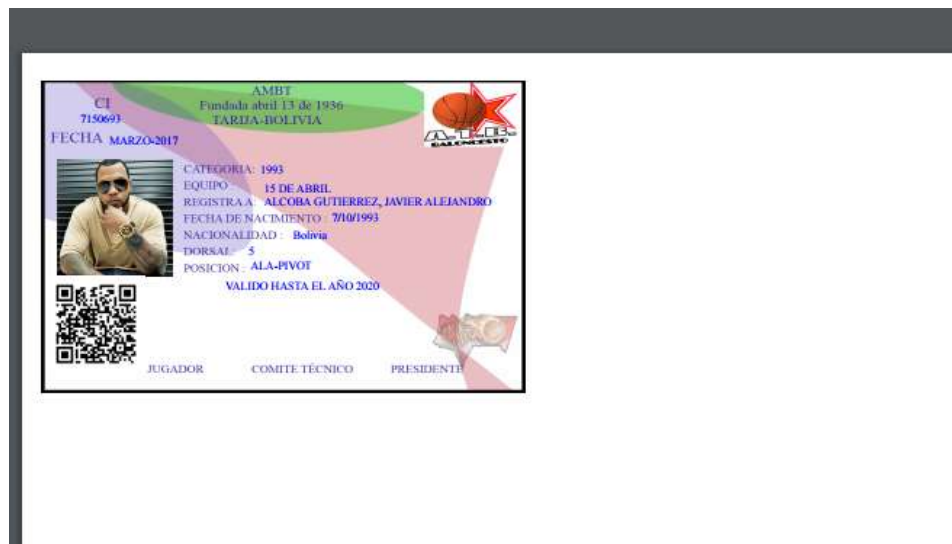 AMBT
CI
Fundada abril 13 de 1936
7150693
TARIJA-BOLIVIA
A.T.B.
BALONCESTO
FECHA MARZO-2017
CATEGORIA: 1993
EQUIPO : 15 DE ABRIL
REGISTRA A: ALCOBA GUTIERREZ, JAVIER ALEJANDRO
FECHA DE NACIMIENTO : 7/10/1993
NACIONALIDAD : Bolivia
DORSAL: 5
POSICION : ALA-PIVOT
VALIDO HASTA EL AÑO 2020
JUGADOR COMITE TÉCNICO PRESIDENTE